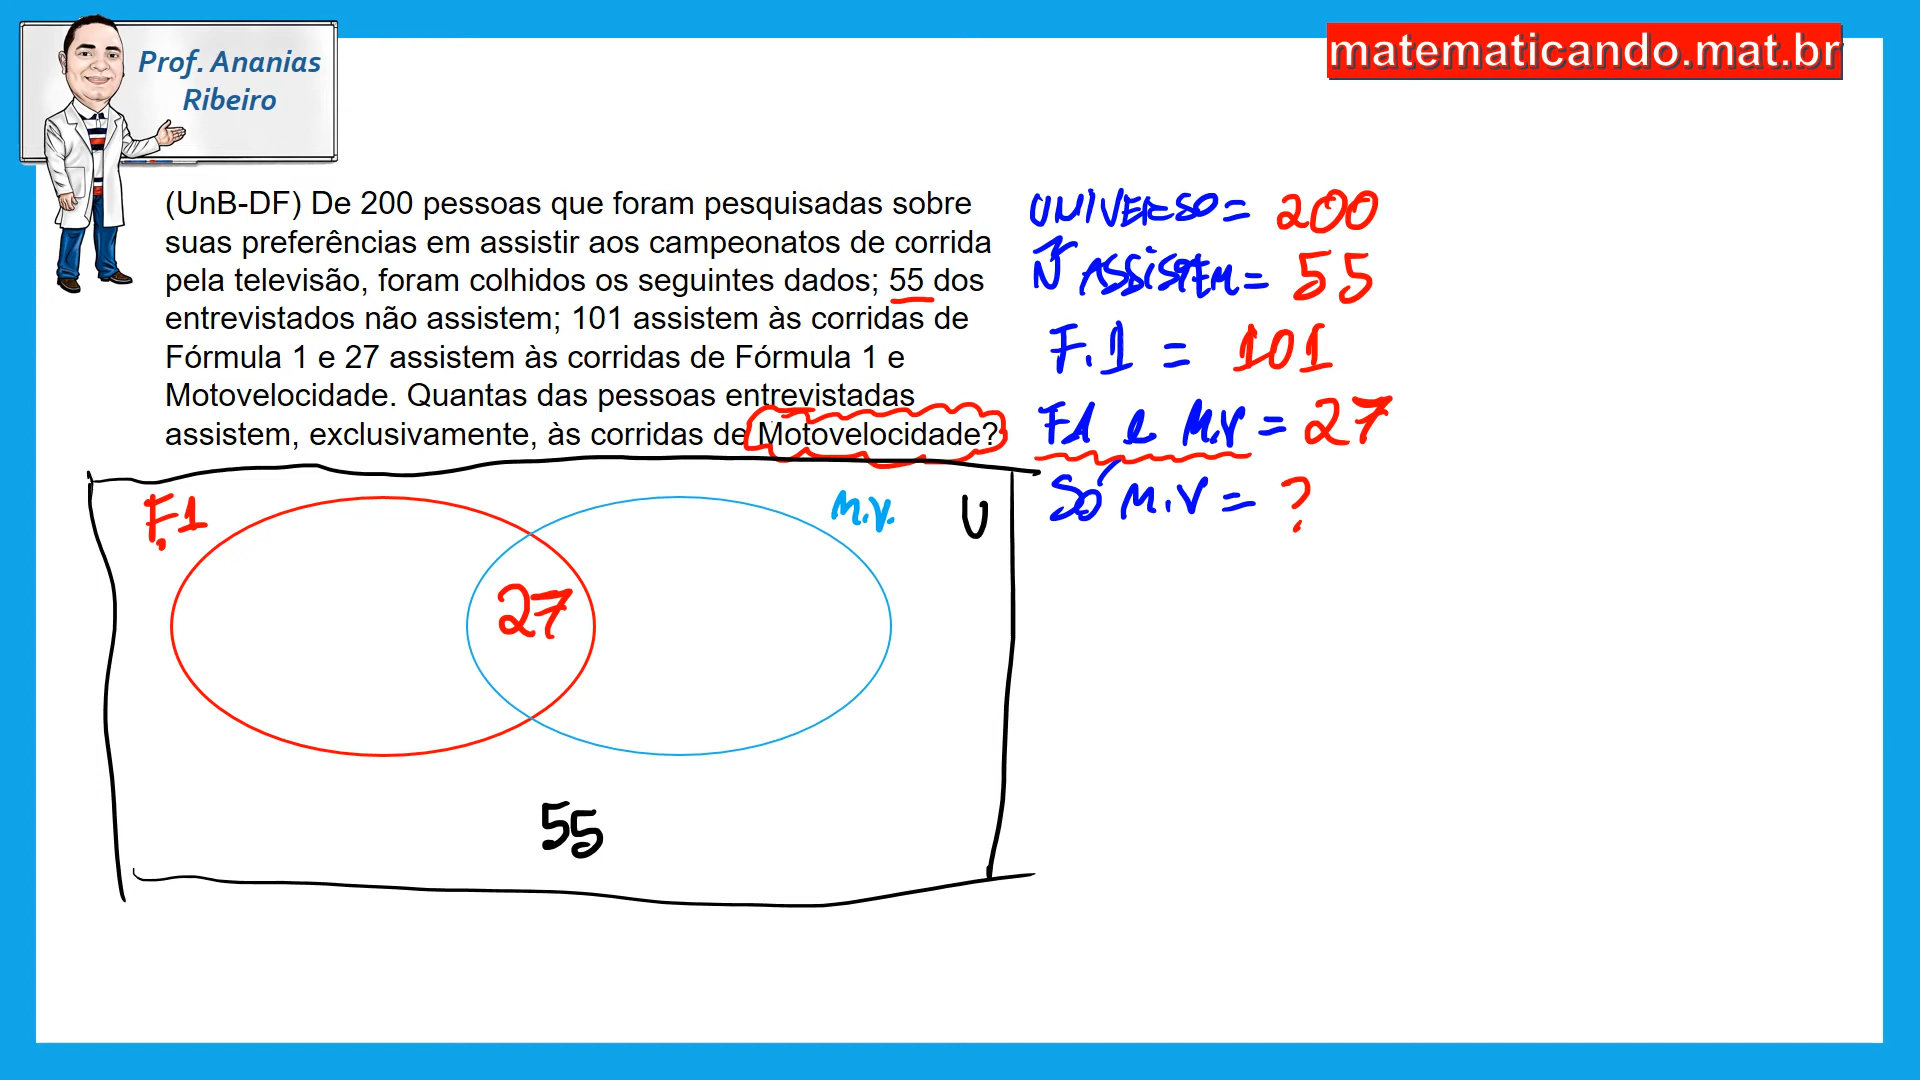 Prof. Ananias
Ribeiro
matematicando.mat.br
(UnB-DF) De 200 pessoas que foram pesquisadas sobre
suas preferências em assistir aos campeonatos de corrida
pela televisão, foram colhidos os seguintes dados; 55 dos
entrevistados não assistem; 101 assistem às corridas de
Fórmula 1 e 27 assistem às corridas de Fórmula 1 e
Motovelocidade. Quantas das pessoas entrevistadas
assistem, exclusivamente, às corridas de Motovelocidade?
UNIVERSO = 200
Ñ ASSISTEM = 55
F.1 = 101
F1 e M.V = 27
SÓ M.V = ?
F.1
M.V.
U
27
55